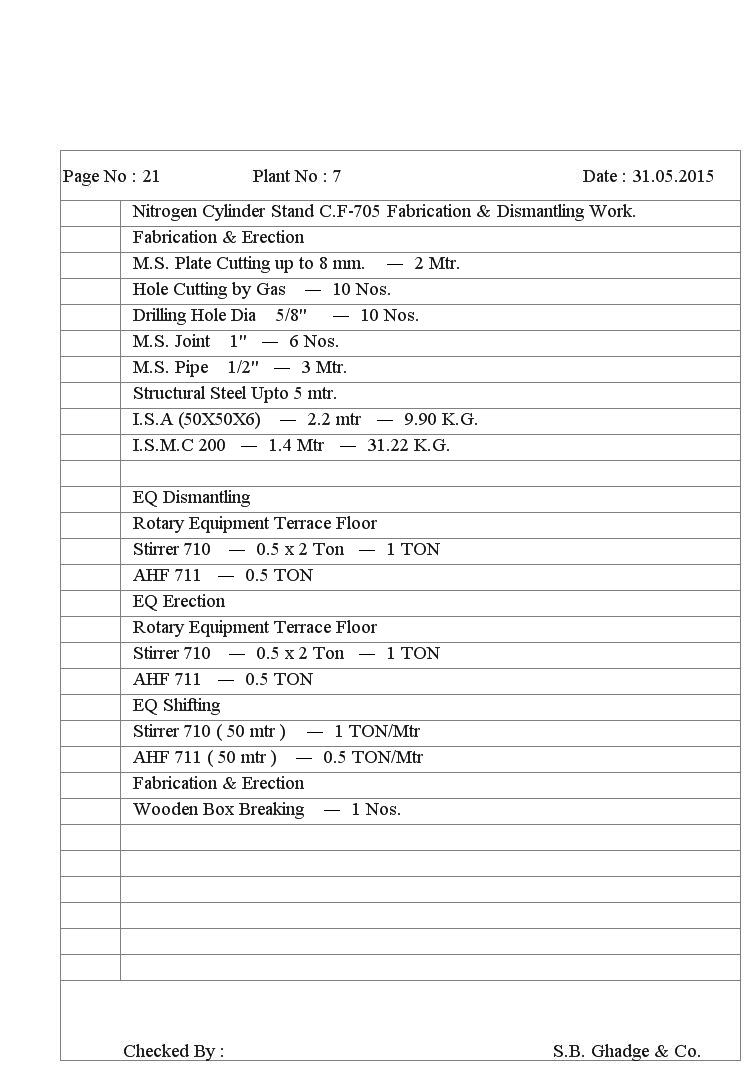 Page No : 21 Plant No : 7 Date : 31.05.2015
Nitrogen Cylinder Stand C.F-705 Fabrication & Dismantling Work.
Fabrication & Erection
M.S. Plate Cutting up to 8 mm. — 2 Mtr.
Hole Cutting by Gas — 10 Nos.
Drilling Hole Dia 5/8" — 10 Nos.
M.S. Joint 1" — 6 Nos.
M.S. Pipe 1/2" — 3 Mtr.
Structural Steel Upto 5 mtr.
I.S.A (50X50X6) — 2.2 mtr — 9.90 K.G.
I.S.M.C 200 — 1.4 Mtr — 31.22 K.G.
EQ Dismantling
Rotary Equipment Terrace Floor
Stirrer 710 — 0.5 x 2 Ton — 1 TON
AHF 711 — 0.5 TON
EQ Erection
Rotary Equipment Terrace Floor
Stirrer 710 — 0.5 x 2 Ton — 1 TON
AHF 711 — 0.5 TON
EQ Shifting
Stirrer 710 ( 50 mtr ) — 1 TON/Mtr
AHF 711 ( 50 mtr ) — 0.5 TON/Mtr
Fabrication & Erection
Wooden Box Breaking — 1 Nos.
Checked By : S.B. Ghadge & Co.